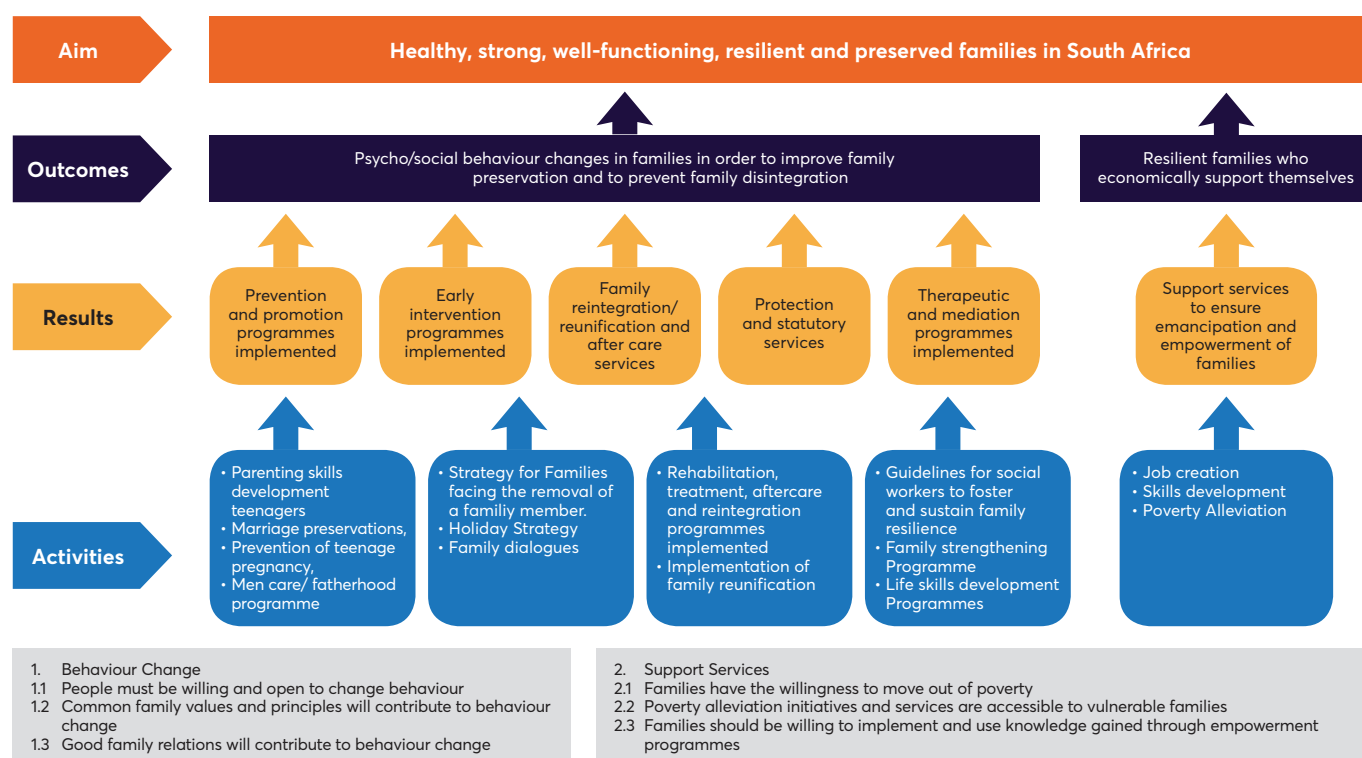 Aim
Healthy, strong, well-functioning, resilient and preserved families in South Africa
Outcomes
Psycho/social behaviour changes in families in order to improve family
preservation and to prevent family disintegration
Resilient families who
economically support themselves
Results
Prevention
and promotion
programmes
implemented
Early
intervention
programmes
implemented
Family
reintegration/
reunification and
after care
services
Protection
and statutory
services
Therapeutic
and mediation
programmes
implemented
Support services
to ensure
emancipation and
empowerment of
families
Activities
• Parenting skills
development
teenagers
• Marriage preservations,
• Prevention of teenage
pregnancy,
• Men care/ fatherhood
programme
• Strategy for Families
facing the removal of
a familiy member.
• Holiday Strategy
• Family dialogues
• Rehabilitation,
treatment, aftercare
and reintegration
programmes
implemented
• Implementation of
family reunification
• Guidelines for social
workers to foster
and sustain family
resilience
• Family strengthening
Programme
• Life skills development
Programmes
• Job creation
• Skills development
• Poverty Alleviation
1. Behaviour Change
1.1 People must be willing and open to change behaviour
1.2 Common family values and principles will contribute to behaviour
change
1.3 Good family relations will contribute to behaviour change
2. Support Services
2.1 Families have the willingness to move out of poverty
2.2 Poverty alleviation initiatives and services are accessible to vulnerable families
2.3 Families should be willing to implement and use knowledge gained through empowerment
programmes